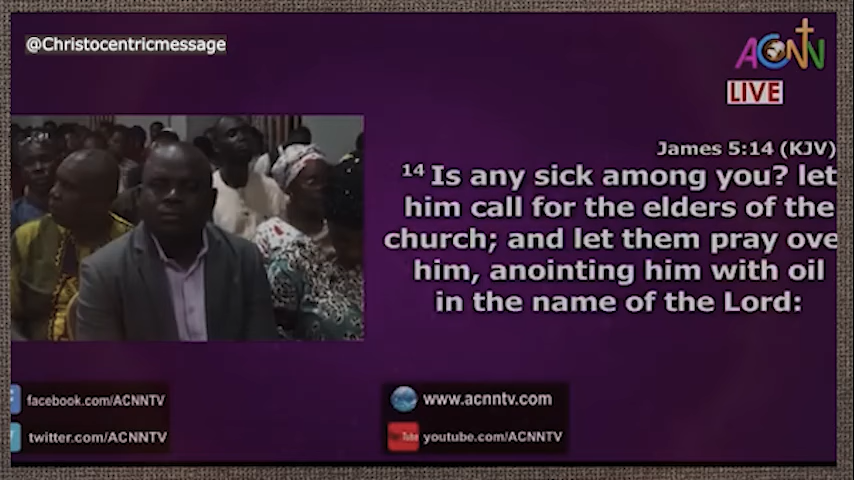 @Christocentricmessage
ACNN
LIVE
James 5:14 (KJV)
14 Is any sick among you? let
him call for the elders of the
church; and let them pray ove
him, anointing him with oil
in the name of the Lord:
facebook.com/ACNNTV
www.acnntv.com
twitter.com/ACNNTV
YouTube
youtube.com/ACNNTV